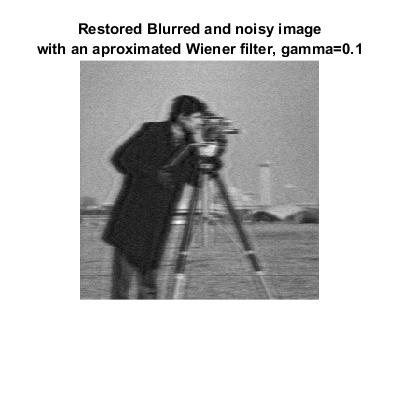 Restored Blurred and noisy image
with an aproximated Wiener filter, gamma=0.1